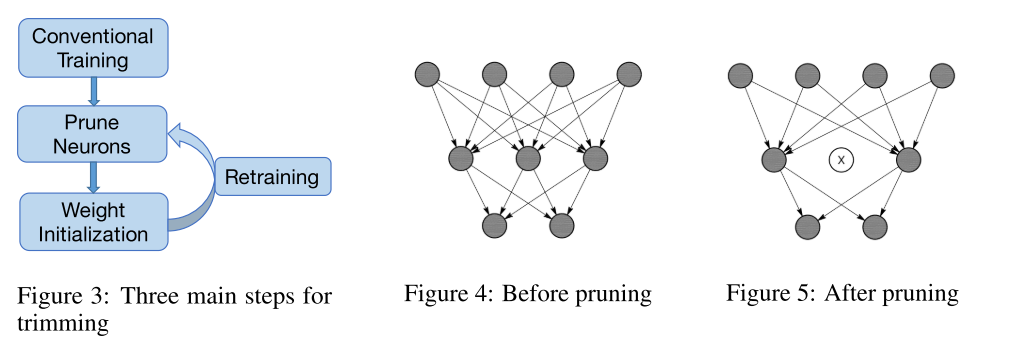 Conventional
Training
Prune
Neurons
Retraining
Weight
Initialization
Figure 3: Three main steps for
trimming
Figure 4: Before pruning
X
Figure 5: After pruning